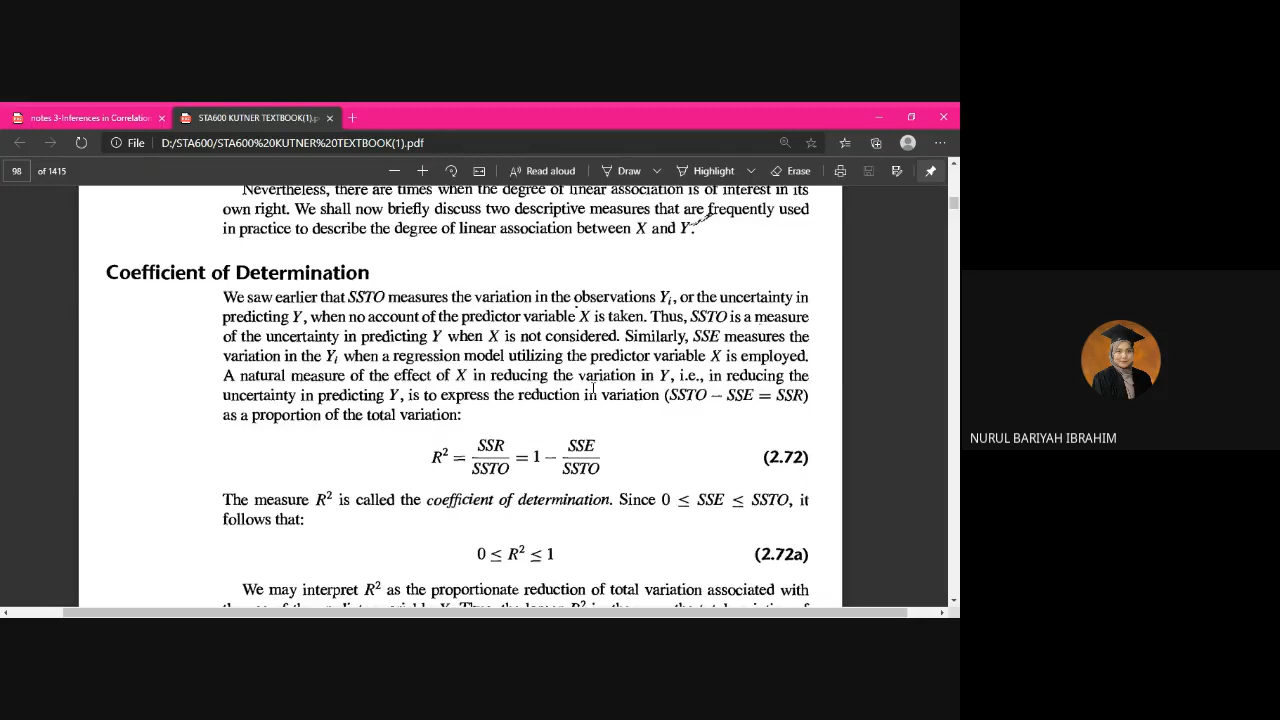 notes 3-Inferences in Correlation
STA600 KUTNER TEXTBOOK(1).p
File D:/STA600/STA600%20KUTNER%20TEXTBOOK(1).pdf
98 of 1415 Read aloud Draw Highlight Erase
Nevertheless, there are times when the degree of linear association is of interest in its
own right. We shall now briefly discuss two descriptive measures that are frequently used
in practice to describe the degree of linear association between X and Y.
Coefficient of Determination
We saw earlier that SSTO measures the variation in the observations Yi, or the uncertainty in
predicting Y, when no account of the predictor variable X is taken. Thus, SSTO is a measure
of the uncertainty in predicting Y when X is not considered. Similarly, SSE measures the
variation in the Yi when a regression model utilizing the predictor variable X is employed.
A natural measure of the effect of X in reducing the variation in Y, i.e., in reducing the
uncertainty in predicting Y, is to express the reduction in variation (SSTO − SSE = SSR)
as a proportion of the total variation:
R² = SSR/SSTO = 1 − SSE/SSTO (2.72)
The measure R² is called the coefficient of determination. Since 0 ≤ SSE ≤ SSTO, it
follows that:
0 ≤ R² ≤ 1 (2.72a)
We may interpret R² as the proportionate reduction of total variation associated with
NURUL BARIYAH IBRAHIM